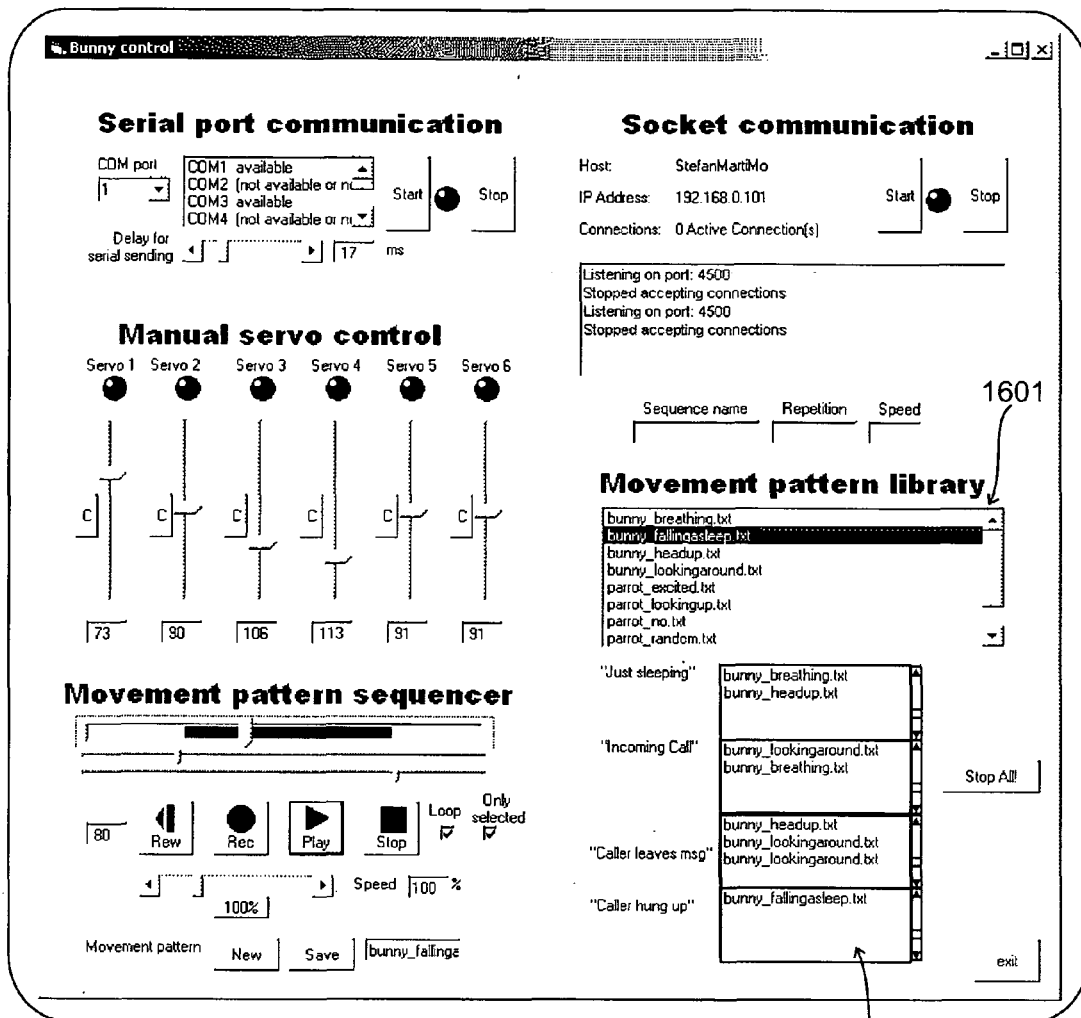 Bunny control
Serial port communication
COM port
1
COM1 available
COM2 (not available or n
COM3 available
COM4 (not available or
Start
Stop
Delay for
serial sending
17
ms
Manual servo control
Servo 1
Servo 2
Servo 3
Servo 4
Servo 5
Servo 6
C
C
C
C
C
73
90
106
113
91
91
Movement pattern sequencer
80
Rew
Rec
Play
Stop
Loop
Only
selected
100%
Speed
100
%
Movement pattern
New
Save
bunny_fallinga
Socket communication
Host: StefanMartiMo
IP Address: 192.168.0.101
Connections: 0 Active Connection(s)
Start
Stop
Listening on port: 4500
Stopped accepting connections
Listening on port: 4500
Stopped accepting connections
Sequence name
Repetition
Speed
1601
Movement pattern library
bunny_breathing.txt
bunny_fallingasleep.txt
bunny_headup.txt
bunny_lookingaround.txt
parrot_excited.txt
parrot_lookingup.txt
parrot_no.txt
parrot_random.txt
"Just sleeping"
bunny_breathing.txt
bunny_headup.txt
"Incoming Call"
bunny_lookingaround.txt
bunny_breathing.txt
Stop All!
"Caller leaves msg"
bunny_headup.txt
bunny_lookingaround.txt
bunny_lookingaround.txt
"Caller hung up"
bunny_fallingasleep.txt
exit